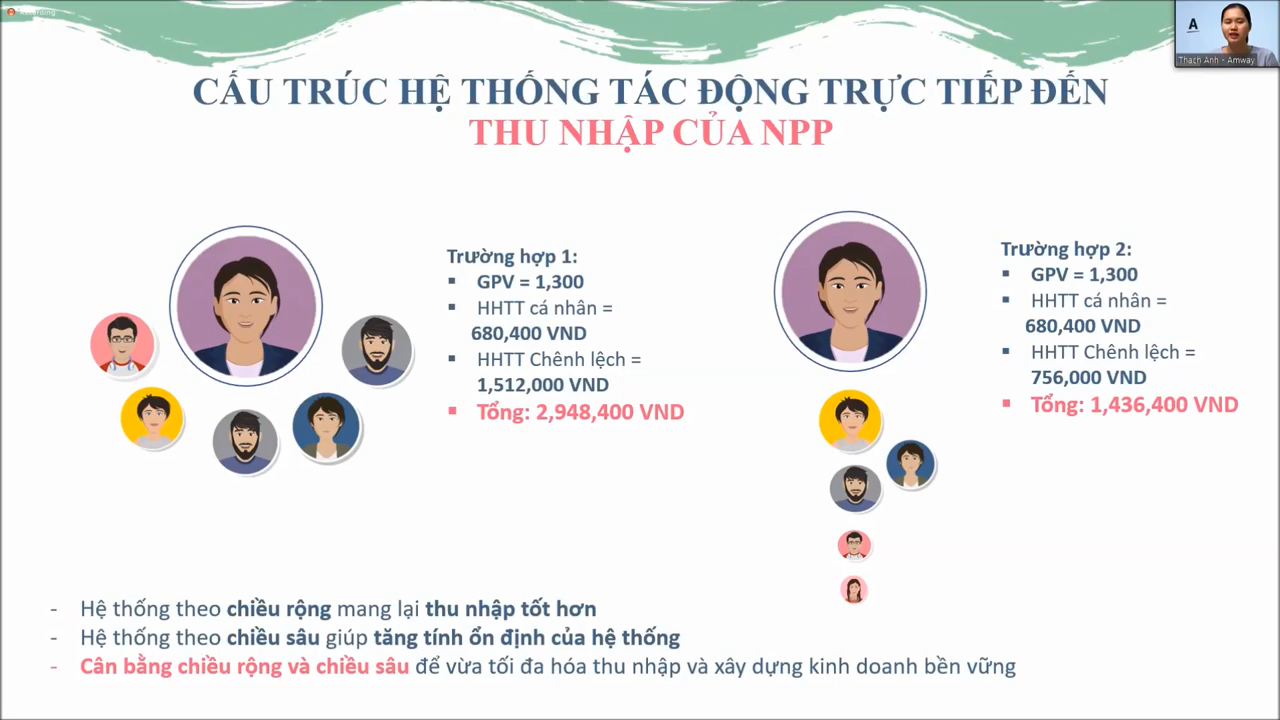 Recording
A
Thach Anh - Amway
CẤU TRÚC HỆ THỐNG TÁC ĐỘNG TRỰC TIẾP ĐẾN
THU NHẬP CỦA NPP
Trường hợp 1:
▪ GPV = 1,300
▪ HHTT cá nhân =
680,400 VND
▪ HHTT Chênh lệch =
1,512,000 VND
▪ Tổng: 2,948,400 VND
Trường hợp 2:
▪ GPV = 1,300
▪ HHTT cá nhân =
680,400 VND
▪ HHTT Chênh lệch =
756,000 VND
▪ Tổng: 1,436,400 VND
- Hệ thống theo chiều rộng mang lại thu nhập tốt hơn
- Hệ thống theo chiều sâu giúp tăng tính ổn định của hệ thống
- Cân bằng chiều rộng và chiều sâu để vừa tối đa hóa thu nhập và xây dựng kinh doanh bền vững